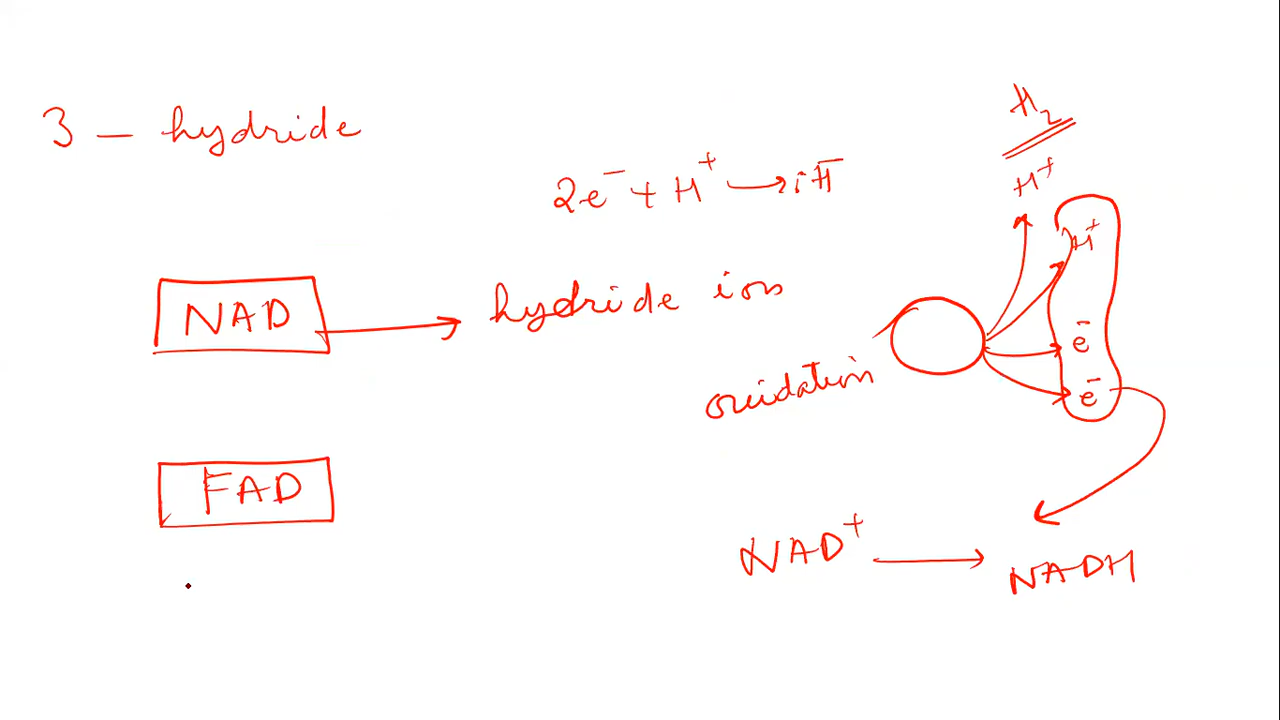 3 - hydride
H₂
H⁺
2e⁻ + H⁺ → :H⁻
H⁺
NAD → hydride ion
e⁻
oxidation
e⁻
FAD
NAD⁺ → NADH